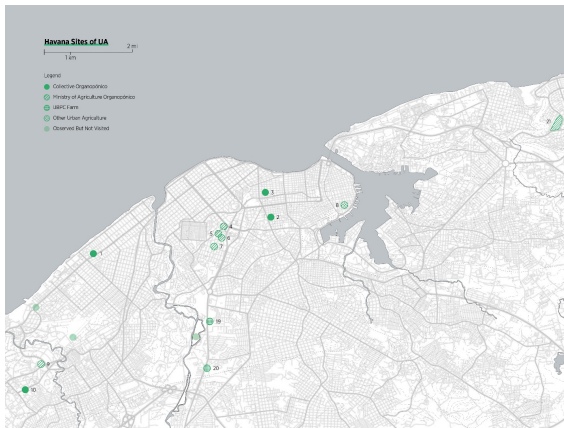 Havana Sites of UA
2 mi
1 km
Legend
Collective Organopónico
Ministry of Agriculture Organopónico
UBPC Farm
Other Urban Agriculture
Observed But Not Visited
21
3
8
2
4
5
6
7
1
19
9
20
10